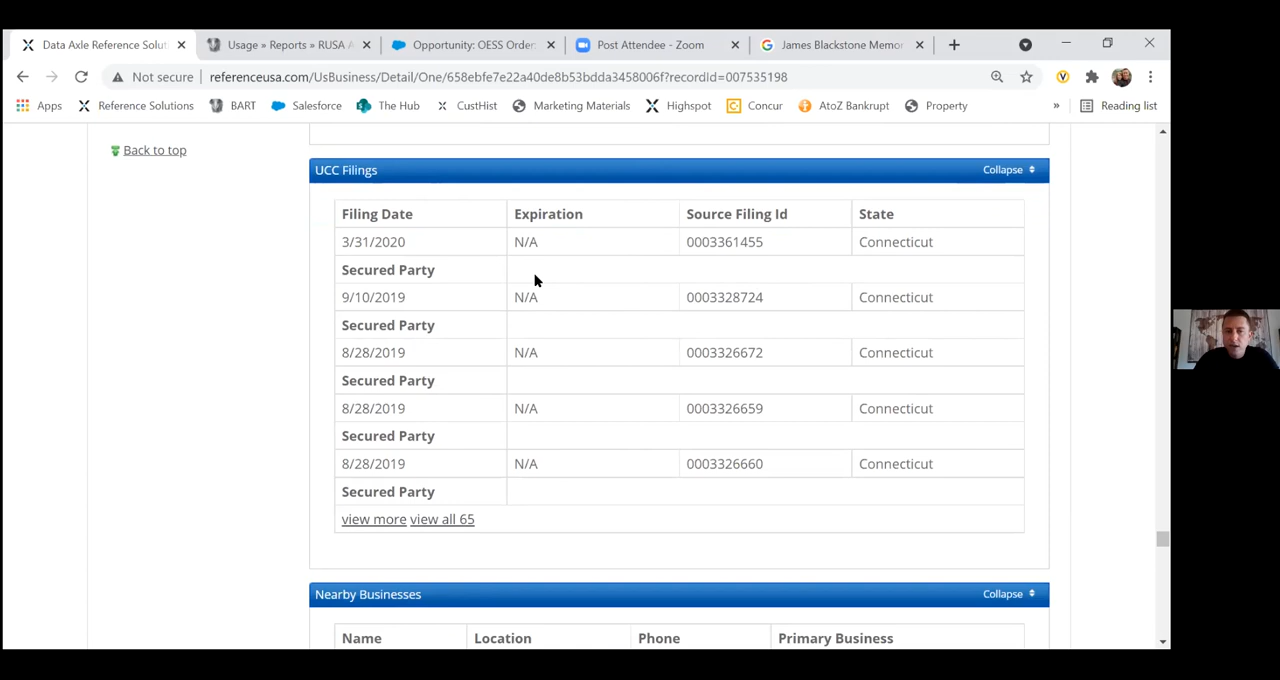 Data Axle Reference Soluti
Usage » Reports » RUSA A
Opportunity: OESS Order:
Post Attendee - Zoom
James Blackstone Memor
Not secure
referenceusa.com/UsBusiness/Detail/One/658ebfe7e22a40de8b53bdda3458006f?recordId=007535198
Apps Reference Solutions BART Salesforce The Hub CustHist Marketing Materials Highspot Concur AtoZ Bankrupt Property » Reading list
Back to top
UCC Filings Collapse
Filing Date Expiration Source Filing Id State
3/31/2020 N/A 0003361455 Connecticut
Secured Party
9/10/2019 N/A 0003328724 Connecticut
Secured Party
8/28/2019 N/A 0003326672 Connecticut
Secured Party
8/28/2019 N/A 0003326659 Connecticut
Secured Party
8/28/2019 N/A 0003326660 Connecticut
Secured Party
view more view all 65
Nearby Businesses Collapse
Name Location Phone Primary Business